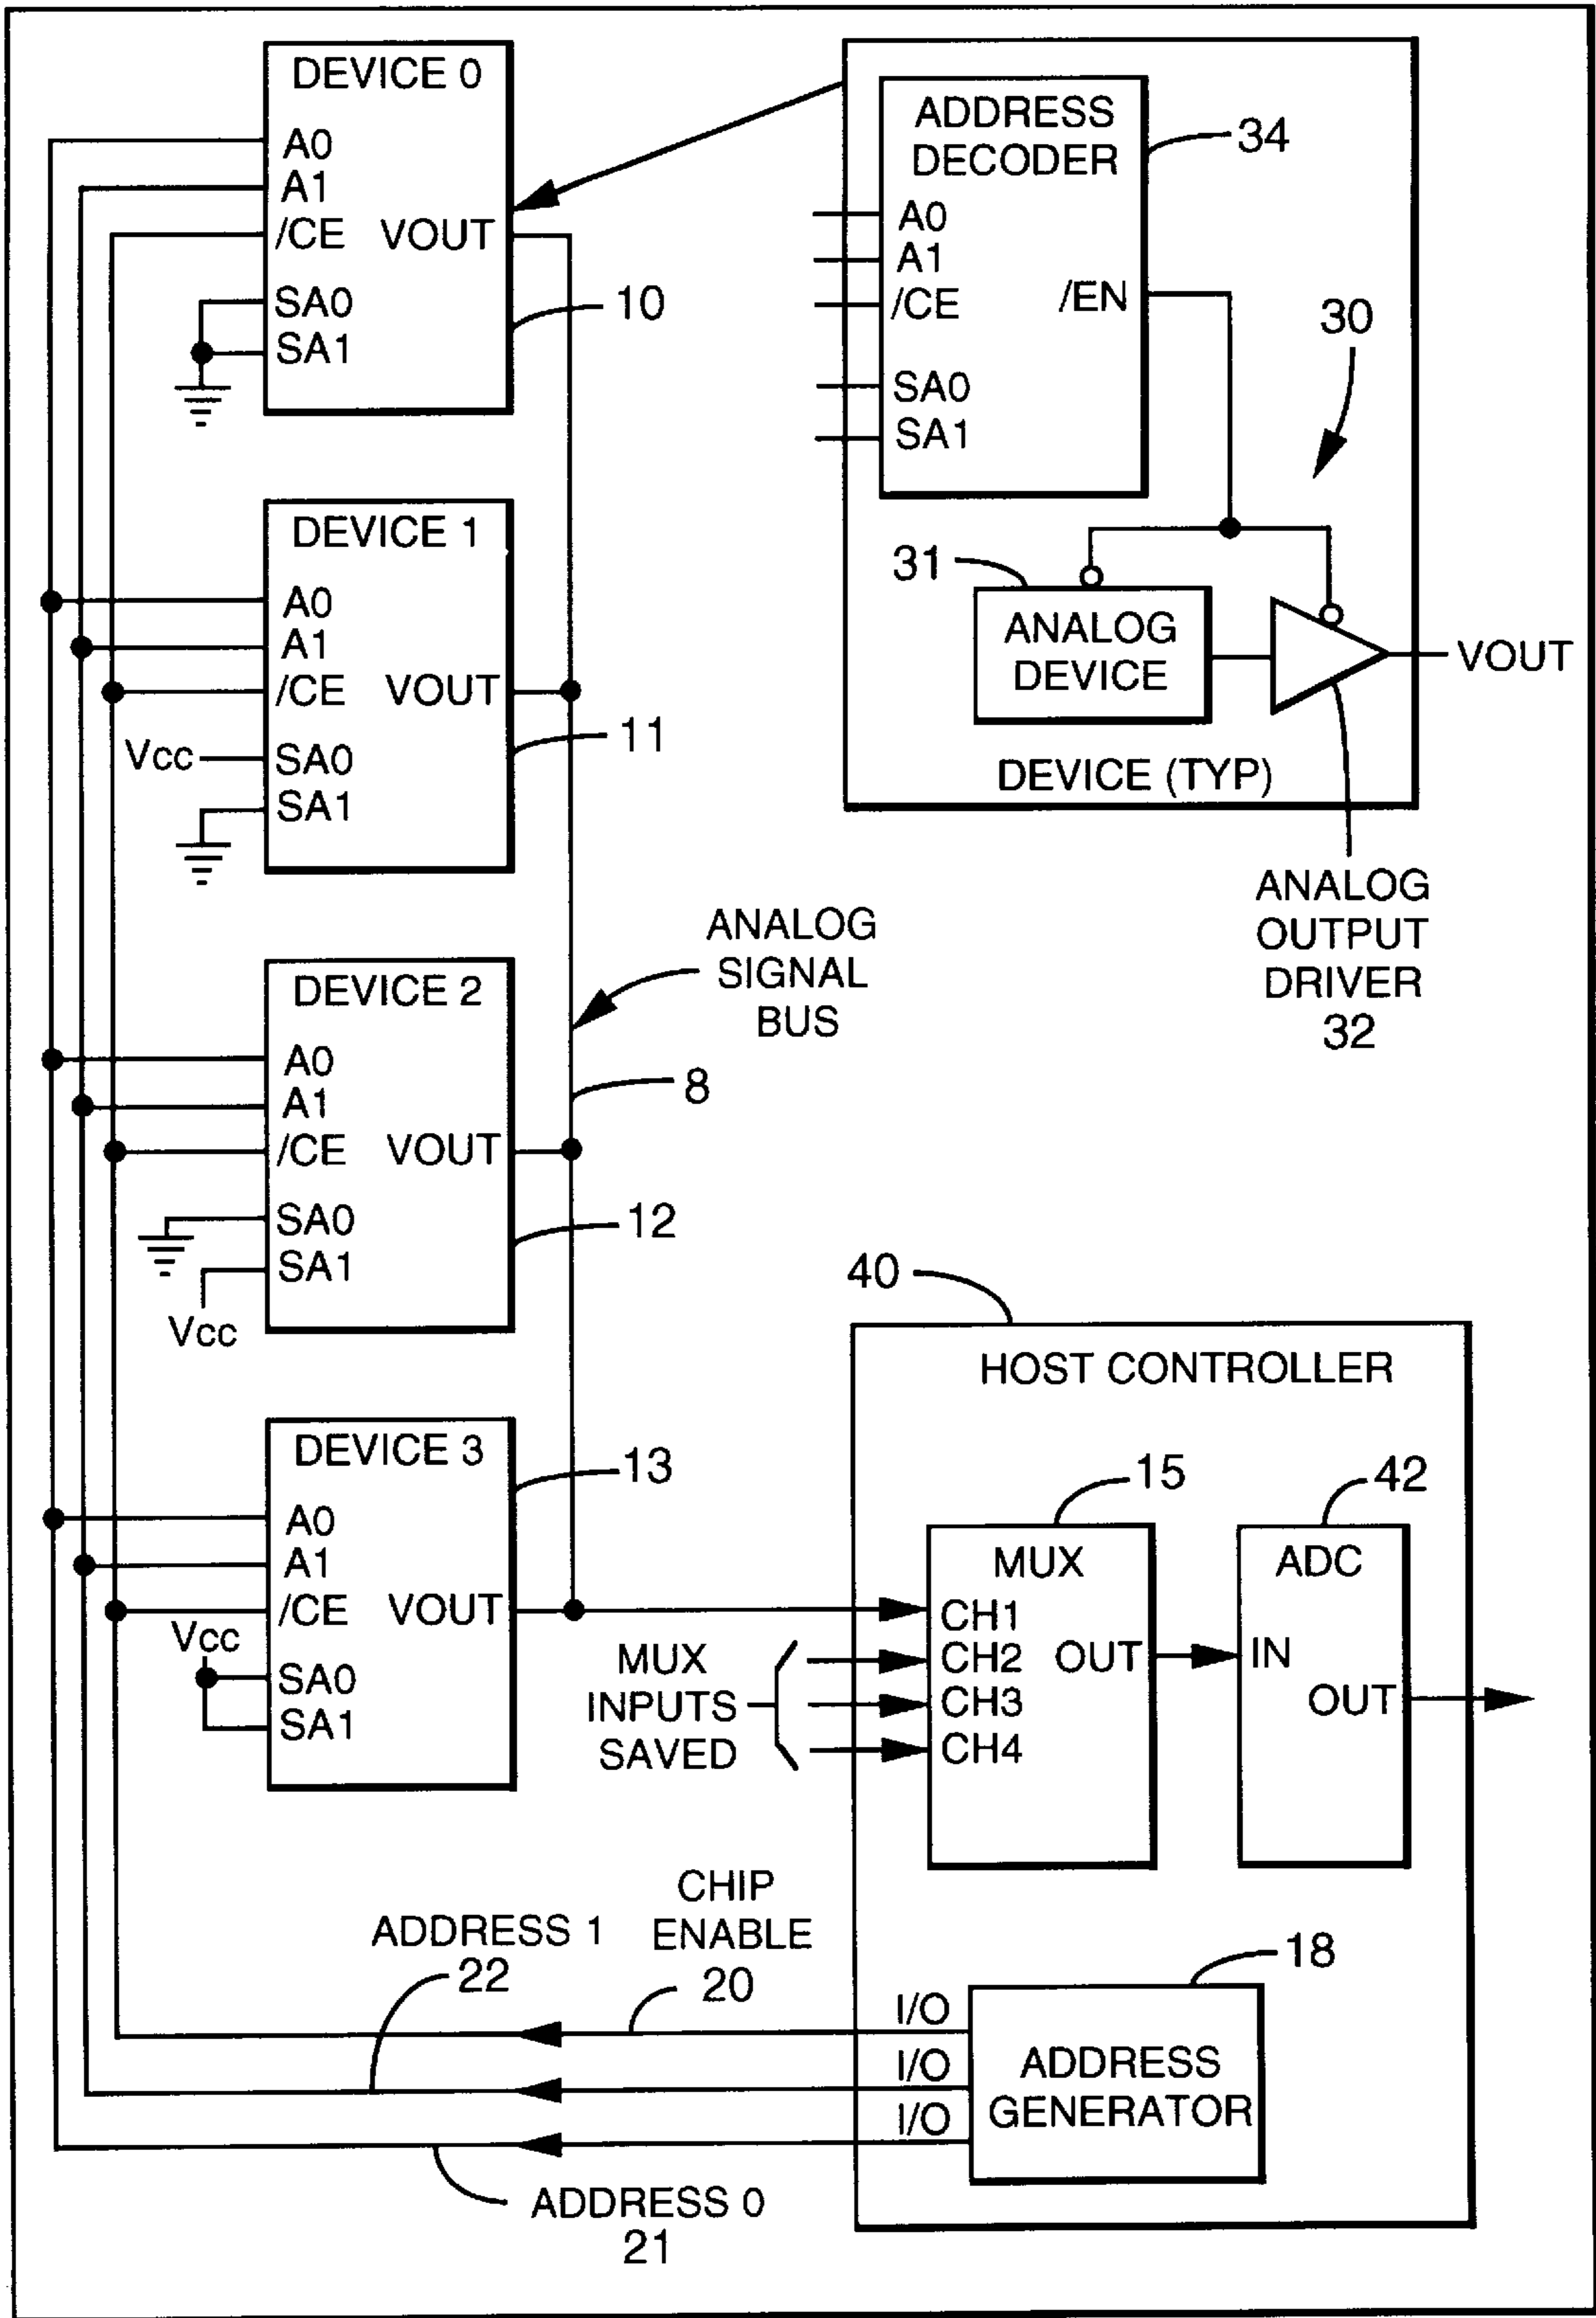 DEVICE 0
A0
A1
/CE VOUT
SA0
SA1
10
DEVICE 1
A0
A1
/CE VOUT
Vcc
SA0
SA1
11
DEVICE 2
A0
A1
/CE VOUT
SA0
SA1
Vcc
12
DEVICE 3
A0
A1
/CE VOUT
Vcc
SA0
SA1
13
ANALOG
SIGNAL
BUS
8
ADDRESS
DECODER
34
A0
A1
/CE /EN
SA0
SA1
30
31
ANALOG
DEVICE
VOUT
DEVICE (TYP)
ANALOG
OUTPUT
DRIVER
32
40
HOST CONTROLLER
15
42
MUX
CH1
CH2 OUT
CH3
CH4
ADC
IN
OUT
MUX
INPUTS
SAVED
CHIP
ENABLE
20
ADDRESS 1
22
18
I/O
I/O
I/O
ADDRESS
GENERATOR
ADDRESS 0
21